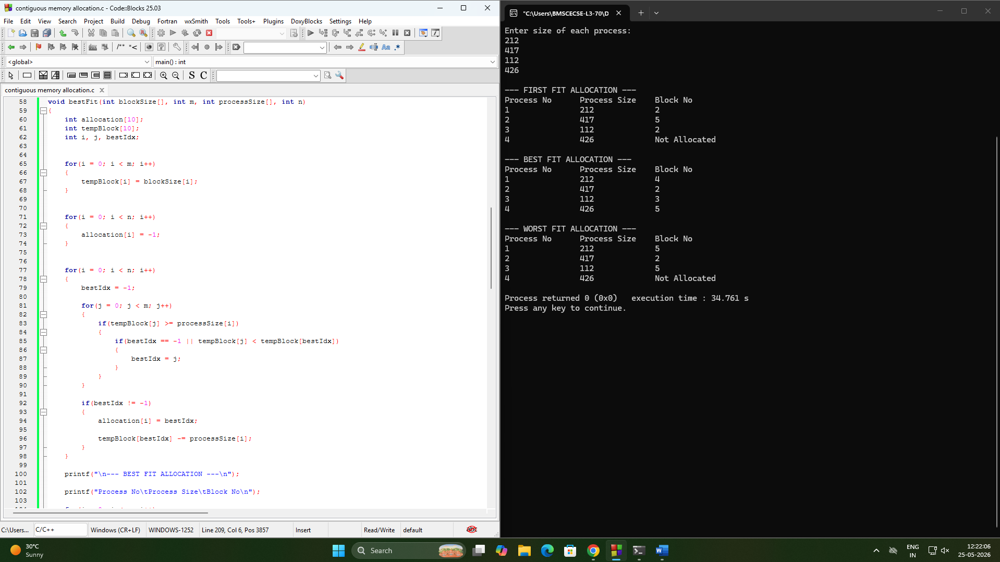 contiguous memory allocation.c - Code::Blocks 25.03
File Edit View Search Project Build Debug Fortran wxSmith Tools Tools+ Plugins DoxyBlocks Settings Help
/** *<
Aa .*
<global> main() : int
S C
contiguous memory allocation.c
58 void bestFit(int blockSize[], int m, int processSize[], int n)
59 {
60 int allocation[10];
61 int tempBlock[10];
62 int i, j, bestIdx;
63
64
65 for(i = 0; i < m; i++)
66 {
67 tempBlock[i] = blockSize[i];
68 }
69
70
71 for(i = 0; i < n; i++)
72 {
73 allocation[i] = -1;
74 }
75
76
77 for(i = 0; i < n; i++)
78 {
79 bestIdx = -1;
80
81 for(j = 0; j < m; j++)
82 {
83 if(tempBlock[j] >= processSize[i])
84 {
85 if(bestIdx == -1 || tempBlock[j] < tempBlock[bestIdx])
86 {
87 bestIdx = j;
88 }
89 }
90 }
91
92 if(bestIdx != -1)
93 {
94 allocation[i] = bestIdx;
95
96 tempBlock[bestIdx] -= processSize[i];
97 }
98 }
99
100 printf("\n--- BEST FIT ALLOCATION ---\n");
101
102 printf("Process No\tProcess Size\tBlock No\n");
103
C:\Users... C/C++ Windows (CR+LF) WINDOWS-1252 Line 209, Col 6, Pos 3857 Insert Read/Write default abc
"C:\Users\BMSCECSE-L3-70\D
Enter size of each process:
212
417
112
426
--- FIRST FIT ALLOCATION ---
Process No Process Size Block No
1 212 2
2 417 5
3 112 2
4 426 Not Allocated
--- BEST FIT ALLOCATION ---
Process No Process Size Block No
1 212 4
2 417 2
3 112 3
4 426 5
--- WORST FIT ALLOCATION ---
Process No Process Size Block No
1 212 5
2 417 2
3 112 5
4 426 Not Allocated
Process returned 0 (0x0) execution time : 34.761 s
Press any key to continue.
30°C
Sunny
Search
ENG
IN
12:22:06
25-05-2026